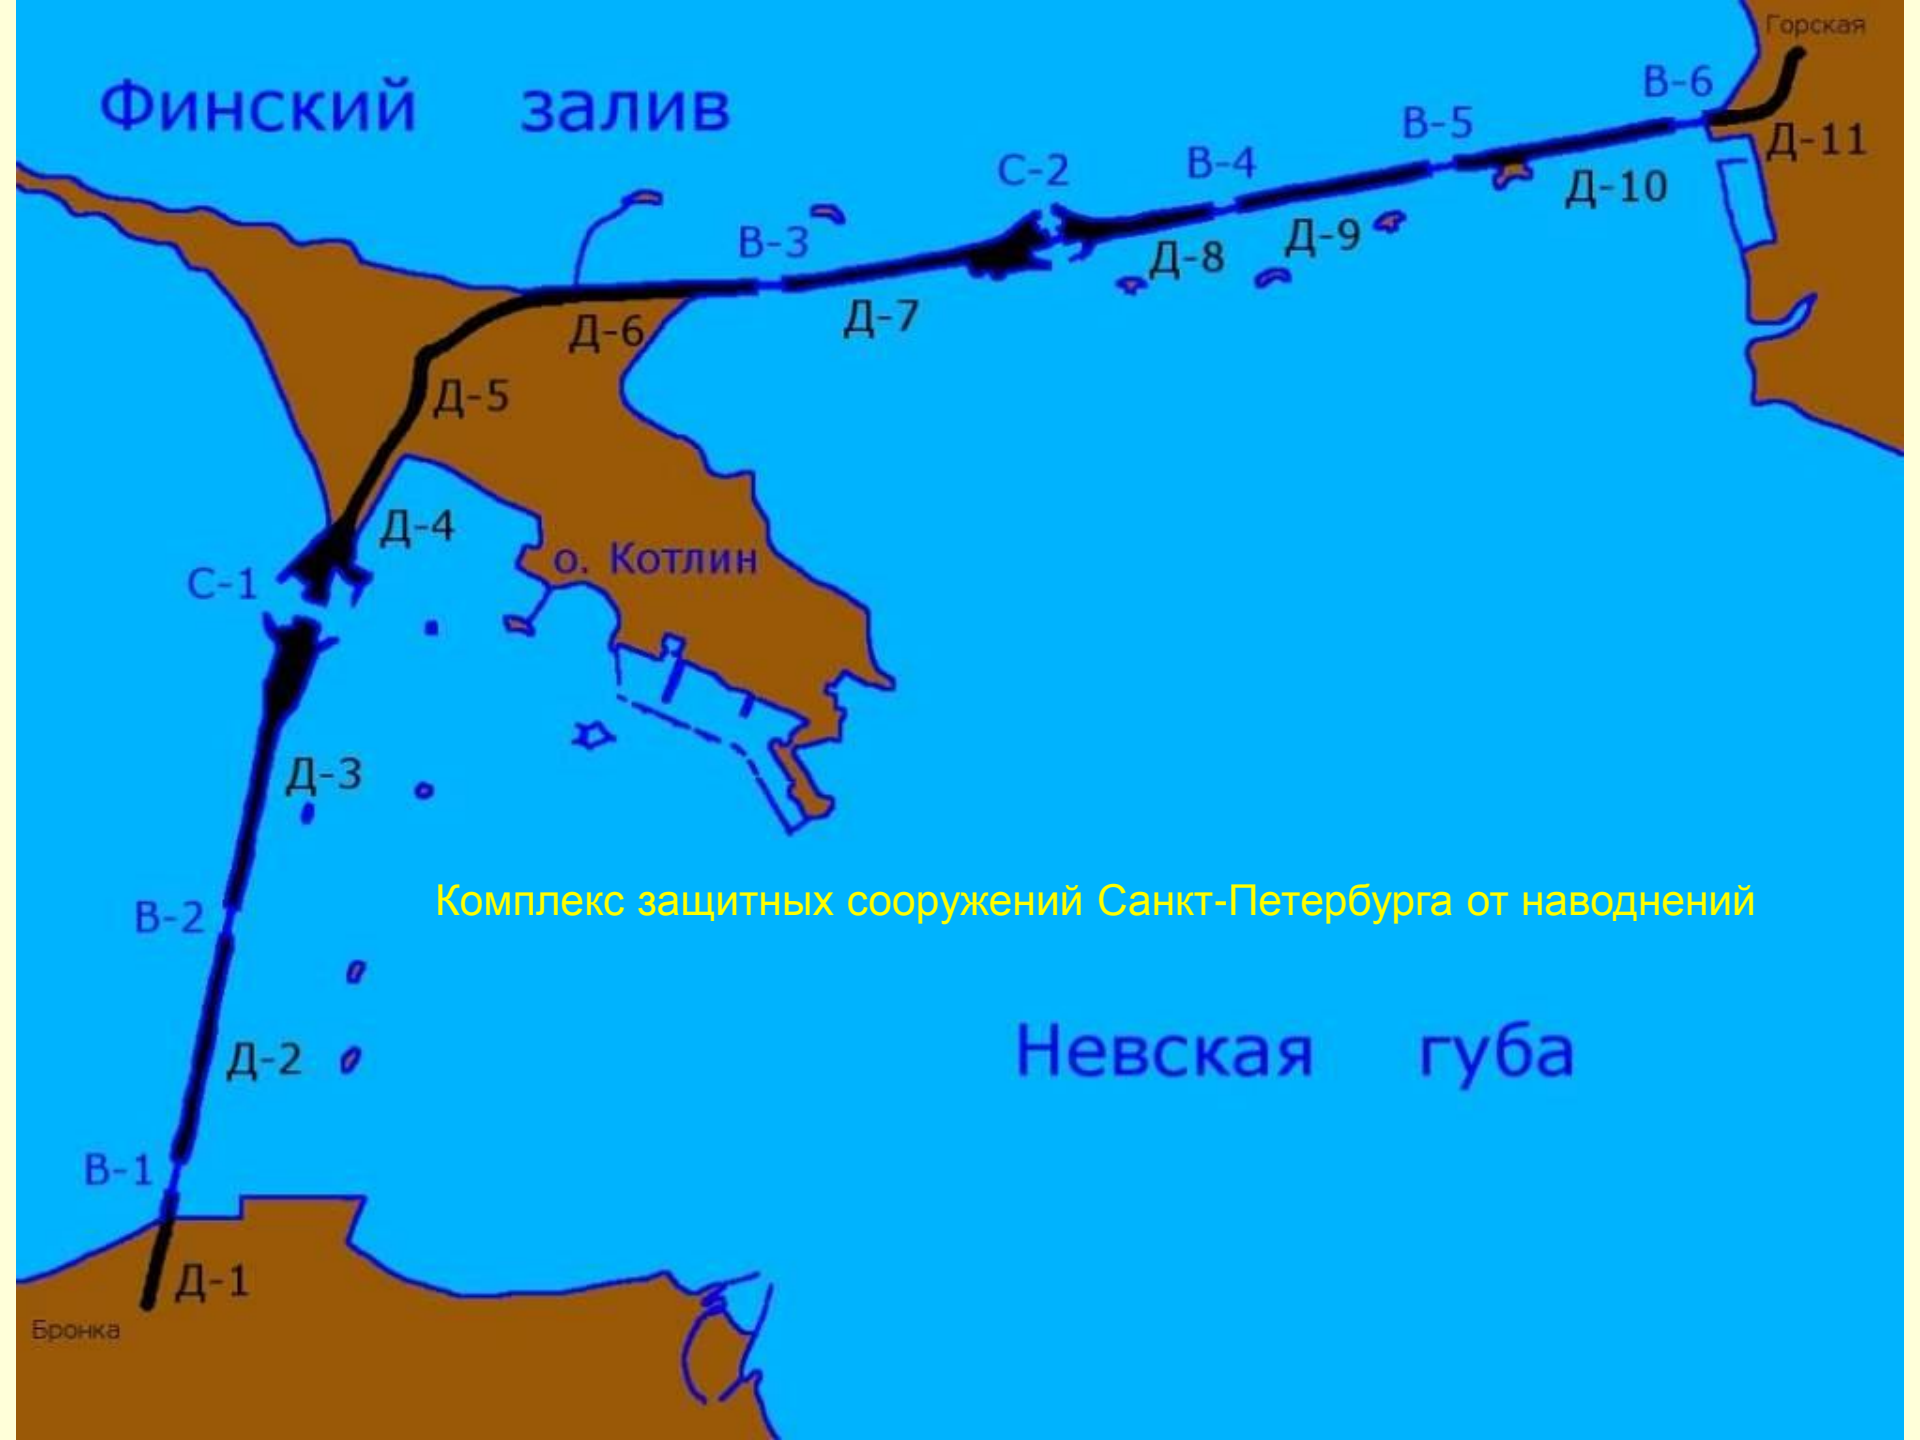 Горская
Финский залив
В-6
В-5
Д-11
С-2
В-4
Д-10
В-3
Д-9
Д-8
Д-7
Д-6
Д-5
Д-4
о. Котлин
С-1
Д-3
Комплекс защитных сооружений Санкт-Петербурга от наводнений
В-2
Невская губа
Д-2
В-1
Д-1
Бронка